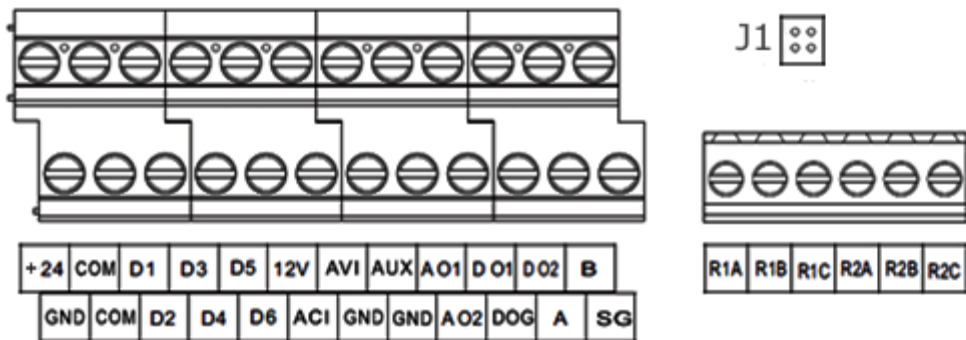 J1
+24 COM D1 D3 D5 12V AVI AUX AO1 DO1 DO2 B
GND COM D2 D4 D6 ACI GND GND AO2 DOG A SG
R1A R1B R1C R2A R2B R2C